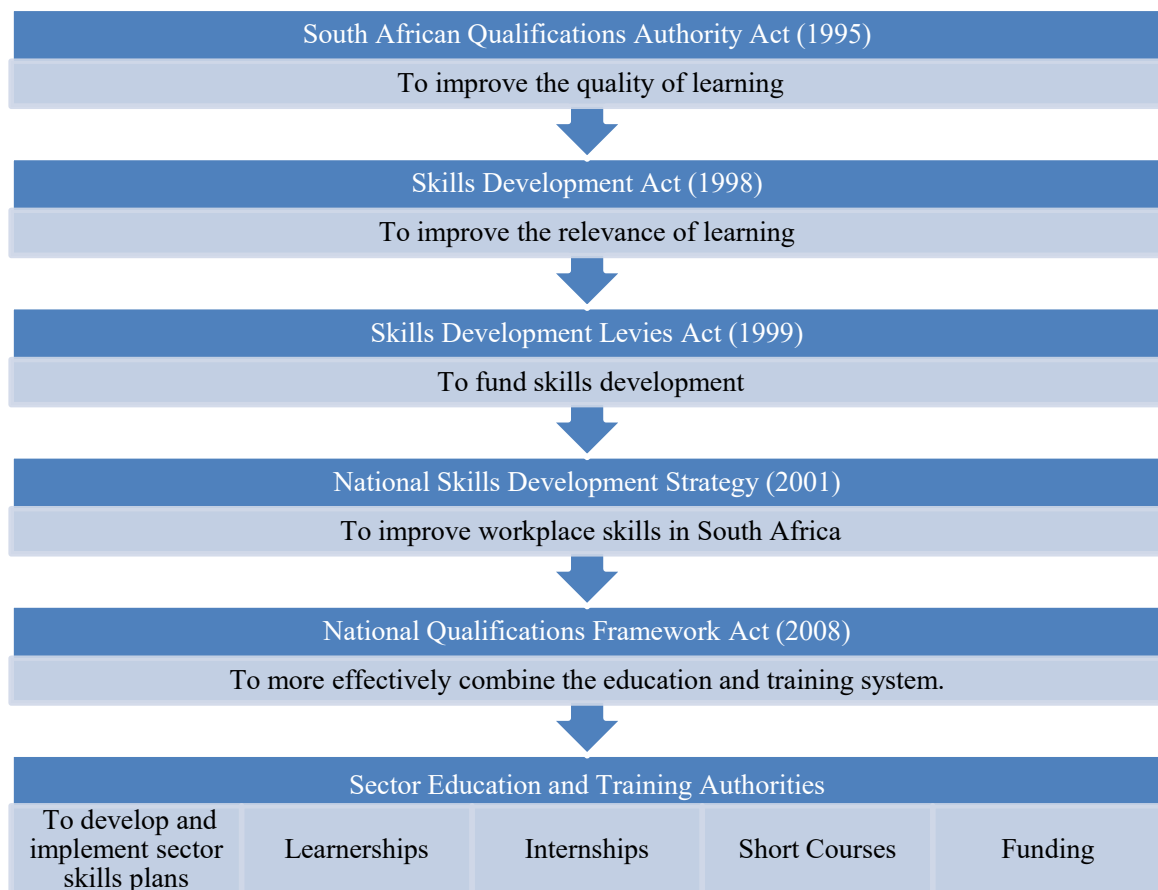 South African Qualifications Authority Act (1995)
To improve the quality of learning
Skills Development Act (1998)
To improve the relevance of learning
Skills Development Levies Act (1999)
To fund skills development
National Skills Development Strategy (2001)
To improve workplace skills in South Africa
National Qualifications Framework Act (2008)
To more effectively combine the education and training system.
Sector Education and Training Authorities
To develop and
implement sector
skills plans
Learnerships
Internships
Short Courses
Funding